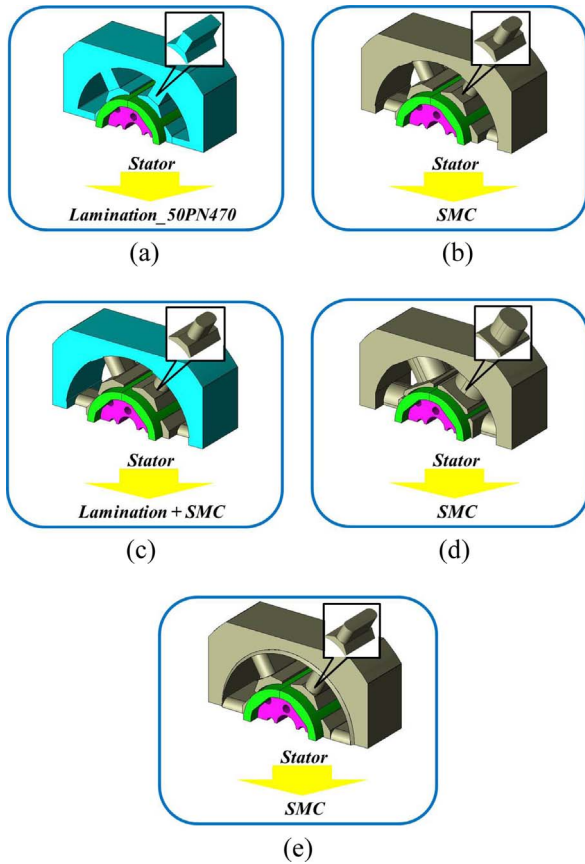 Stator
Stator
Lamination_50PN470
SMC
(a)
(b)
Stator
Stator
Lamination + SMC
SMC
(c)
(d)
Stator
SMC
(e)